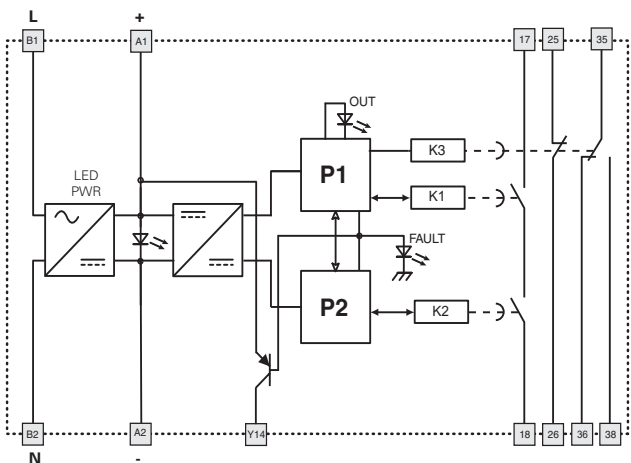 L +
B1 A1 17 25 35
OUT
K3
P1
LED
PWR
K1
FAULT
P2
K2
B2 A2 Y14 18 26 36 38
N -